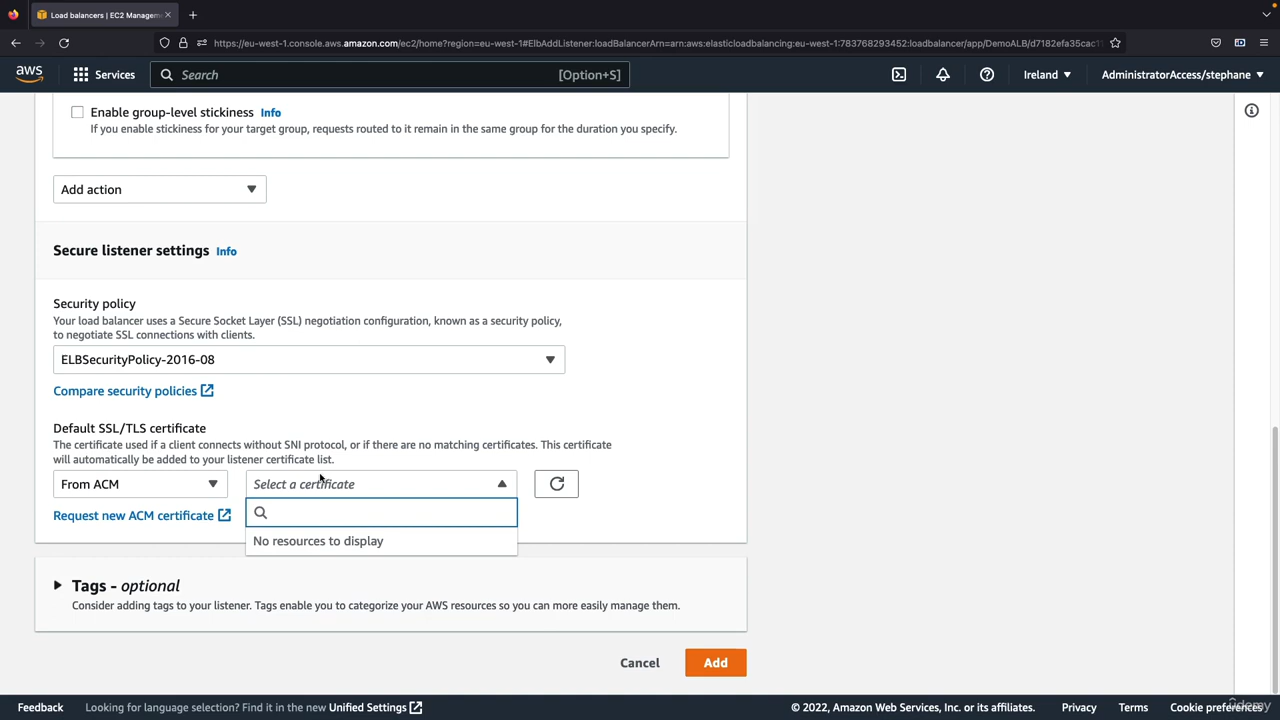 Load balancers | EC2 Managem
https://eu-west-1.console.aws.amazon.com/ec2/home?region=eu-west-1#ElbAddListener:loadBalancerArn=arn:aws:elasticloadbalancing:eu-west-1:783768293452:loadbalancer/app/DemoALB/d7182efa35cac1
aws
Services
Search
[Option+S]
Ireland
AdministratorAccess/stephane
Enable group-level stickiness Info
If you enable stickiness for your target group, requests routed to it remain in the same group for the duration you specify.
Add action
Secure listener settings Info
Security policy
Your load balancer uses a Secure Socket Layer (SSL) negotiation configuration, known as a security policy,
to negotiate SSL connections with clients.
ELBSecurityPolicy-2016-08
Compare security policies
Default SSL/TLS certificate
The certificate used if a client connects without SNI protocol, or if there are no matching certificates. This certificate
will automatically be added to your listener certificate list.
From ACM
Select a certificate
Request new ACM certificate
No resources to display
Tags - optional
Consider adding tags to your listener. Tags enable you to categorize your AWS resources so you can more easily manage them.
Cancel
Add
Feedback
Looking for language selection? Find it in the new Unified Settings
© 2022, Amazon Web Services, Inc. or its affiliates.
Privacy
Terms
Cookie preferences
Udemy